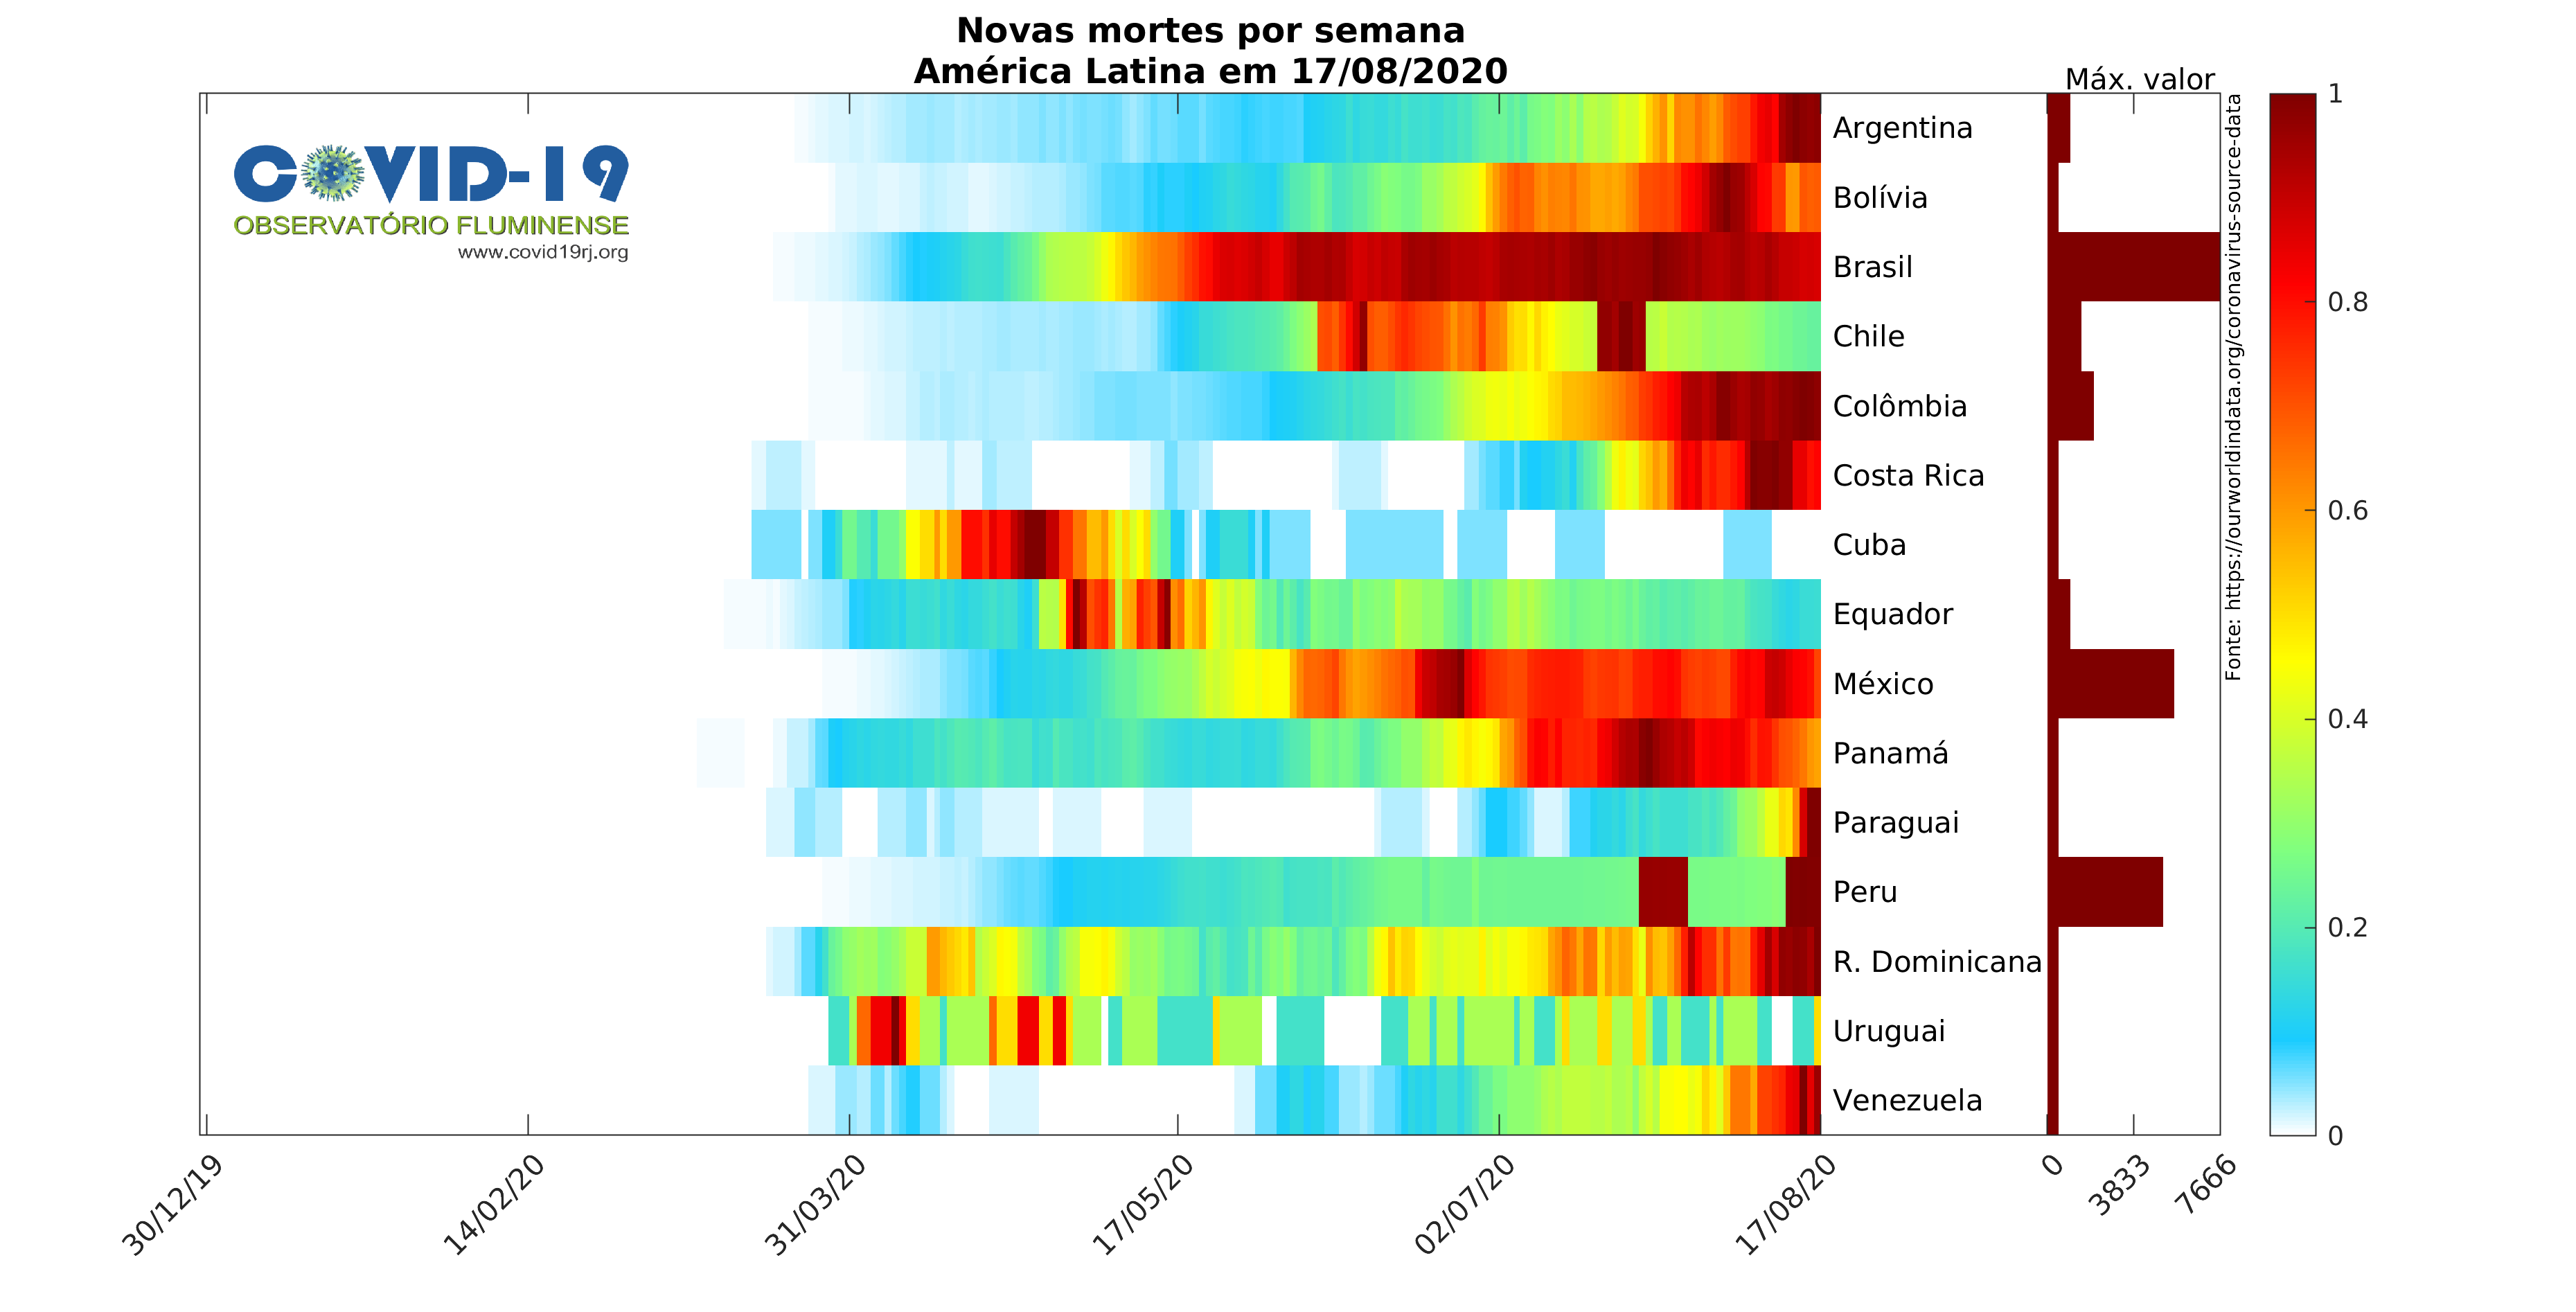 Novas mortes por semana
América Latina em 17/08/2020
Máx. valor
COVID-19
OBSERVATÓRIO FLUMINENSE
www.covid19rj.org
Argentina
Bolívia
Brasil
Chile
Colômbia
Costa Rica
Cuba
Equador
México
Panamá
Paraguai
Peru
R. Dominicana
Uruguai
Venezuela
Fonte: https://ourworldindata.org/coronavirus-source-data
1
0.8
0.6
0.4
0.2
0
30/12/19
14/02/20
31/03/20
17/05/20
02/07/20
17/08/20
0
3833
7666